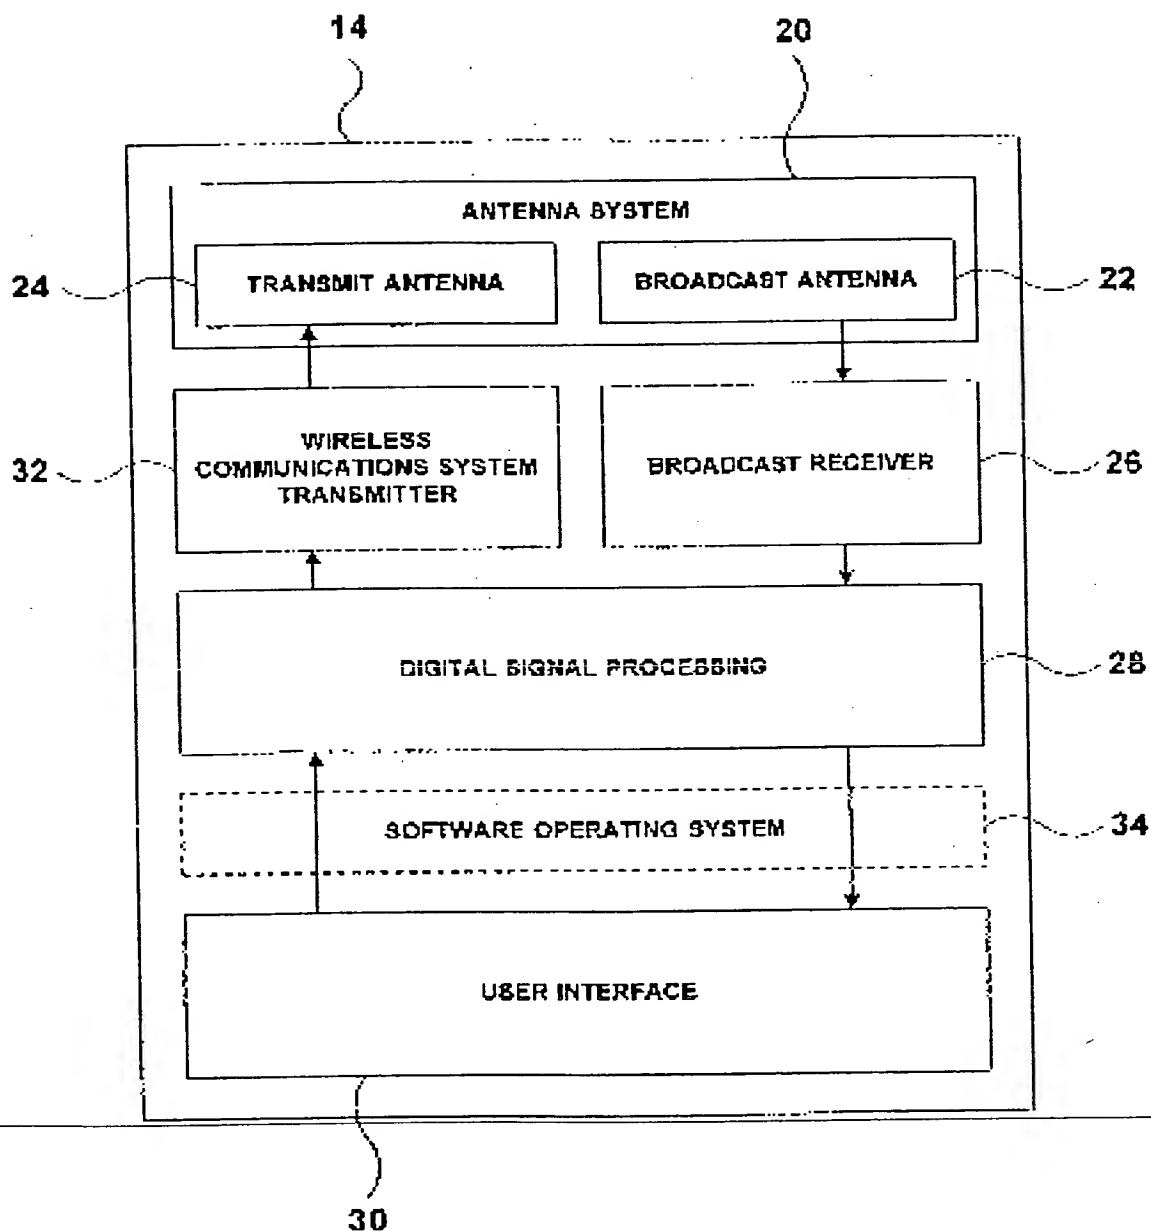 14
20
ANTENNA SYSTEM
24
TRANSMIT ANTENNA
BROADCAST ANTENNA
22
32
WIRELESS
COMMUNICATIONS SYSTEM
TRANSMITTER
BROADCAST RECEIVER
26
DIGITAL SIGNAL PROCESSING
28
SOFTWARE OPERATING SYSTEM
34
USER INTERFACE
30